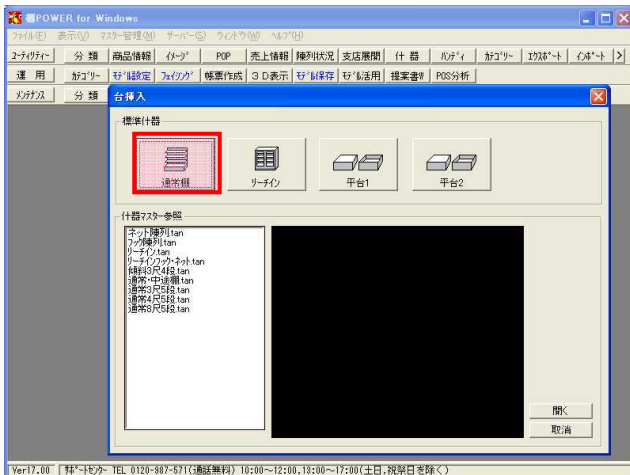 棚POWER for Windows
ファイル(F) 表示(V) マスター管理(M) サーバー(S) ウィンドウ(W) ヘルプ(H)
ユーティリティー 分類 商品情報 イメージ POP 売上情報 陳列状況 支店展開 什器 ハンディ カテゴリー エクスポート インポート
運用 カテゴリー モデル設定 フェイシング 帳票作成 3D表示 モデル保存 モデル活用 提案書W POS分析
メンテナンス 分類
台挿入
標準什器
通常棚 リーチイン 平台1 平台2
什器マスター参照
ネット陳列.tan
フック陳列.tan
リーチイン.tan
リーチインフック・ネット.tan
傾斜3尺4段.tan
通常・中途棚.tan
通常3尺5段.tan
通常4尺5段.tan
通常8尺5段.tan
開く
取消
Ver17.00 サポートセンター TEL 0120-987-571(通話無料) 10:00～12:00,13:00～17:00(土日,祝祭日を除く)